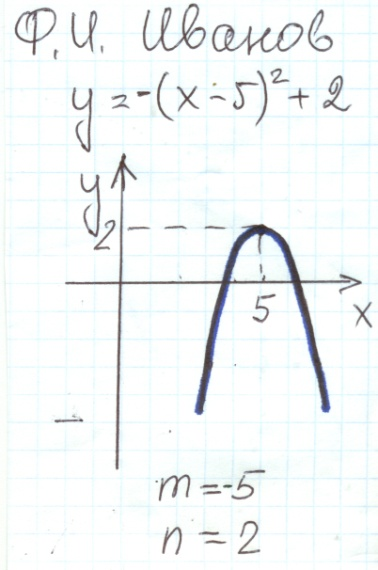 Ф.И. Иванов
y = -(x - 5)² + 2
y
2
5
x
m = -5
n = 2